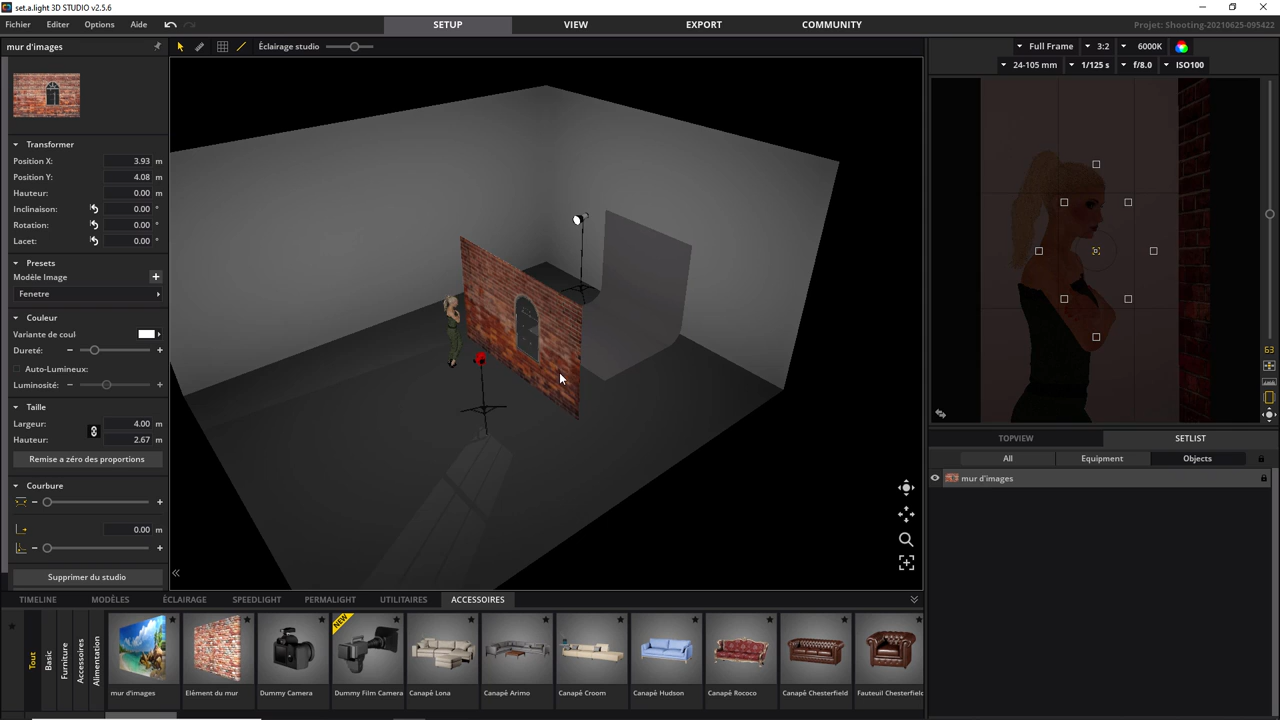 set.a.light 3D STUDIO v2.5.6
Fichier Editer Options Aide SETUP VIEW EXPORT COMMUNITY Projet: Shooting-20210625-095422
mur d'images Éclairage studio Full Frame 3:2 6000K
24-105 mm 1/125 s f/8.0 ISO100
Transformer
Position X: 3.93 m
Position Y: 4.08 m
Hauteur: 0.00 m
Inclinaison: 0.00 °
Rotation: 0.00 °
Lacet: 0.00 °
Presets
Modèle Image +
Fenetre
Couleur
Variante de coul
Dureté: - +
Auto-Lumineux:
Luminosité: - +
Taille
Largeur: 4.00 m
Hauteur: 2.67 m
Remise a zéro des proportions
Courbure
- +
0.00 m
- +
Supprimer du studio
63
TOPVIEW SETLIST
All Equipment Objects
mur d'images
TIMELINE MODÈLES ÉCLAIRAGE SPEEDLIGHT PERMALIGHT UTILITAIRES ACCESSOIRES
Tout
Basic
Furniture
Accessoires
Alimentation
NEW
mur d'images Elément du mur Dummy Camera Dummy Film Camera Canapé Lona Canapé Arimo Canapé Croom Canapé Hudson Canapé Rococo Canapé Chesterfield Fauteuil Chesterfield